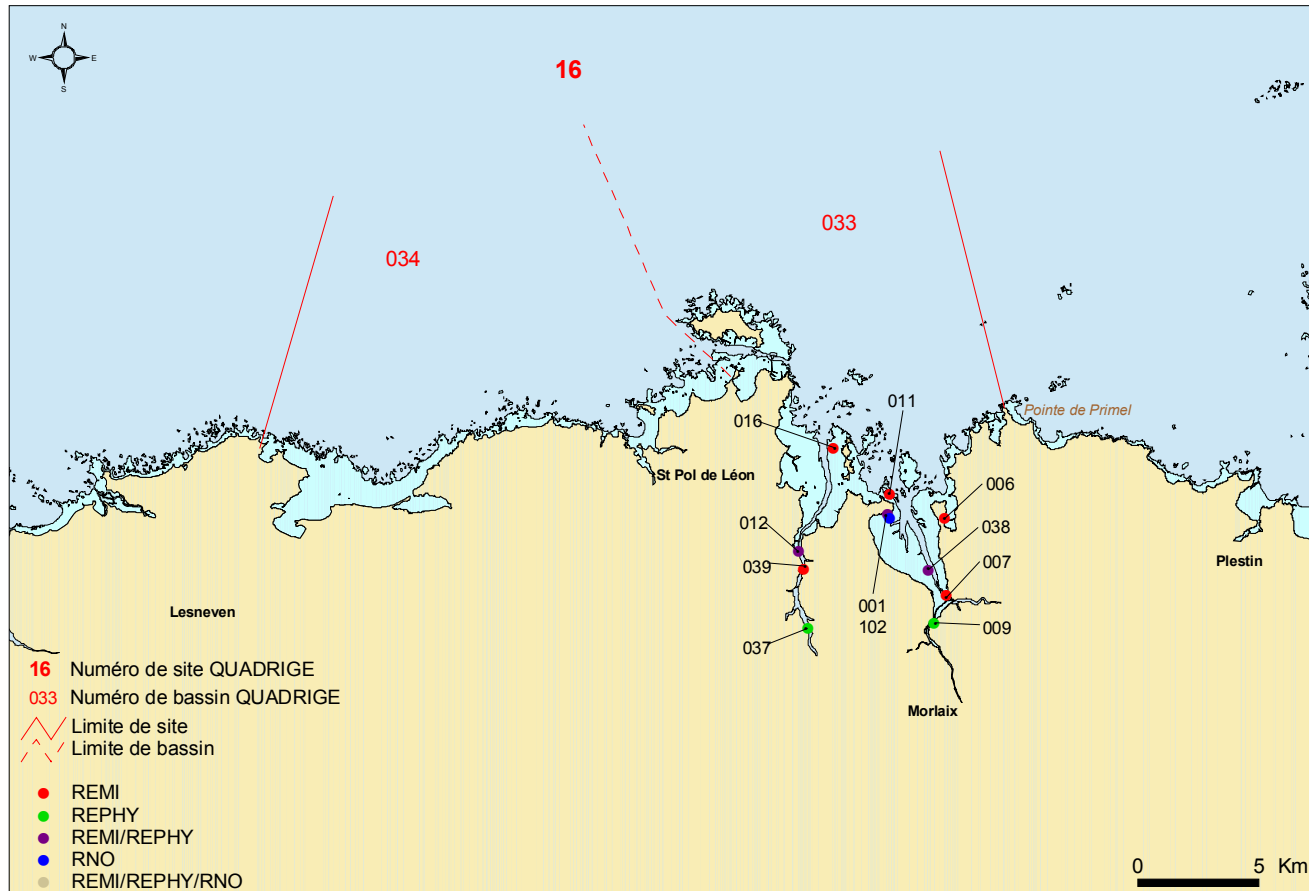 N
W E
S
16
033
034
Pointe de Primel
011
016
St Pol de Léon
006
012
038
039
007
Plestin
001
102
Lesneven
009
037
Morlaix
16 Numéro de site QUADRIGE
033 Numéro de bassin QUADRIGE
Limite de site
Limite de bassin
REMI
REPHY
REMI/REPHY
RNO
REMI/REPHY/RNO
0 5 Km